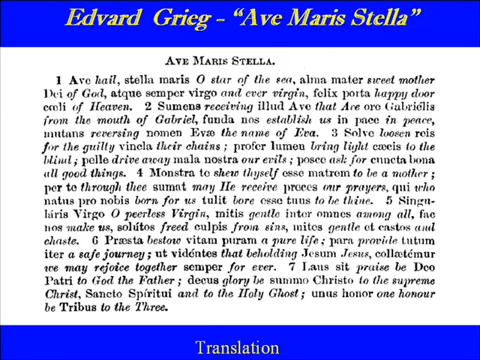 Edvard Grieg - "Ave Maris Stella"
AVE MARIS STELLA.
1 Ave hail, stella maris O star of the sea, alma mater sweet mother
Dei of God, atque semper virgo and ever virgin, felix porta happy door
cœli of Heaven. 2 Sumens receiving illud Ave that Are ore Gabriélis
from the mouth of Gabriel, funda nos establish us in pace in peace,
mutans reversing nomen Evæ the name of Eva. 3 Solve loosen reis
for the guilty vincla their chains; profer lumen bring light cæcis to the
blind; pelle drive away mala nostra our evils; posce ask for cuncta bona
all good things. 4 Monstra te shew thyself esse matrem to be a mother;
per te through thee sumat may He receive preces our prayers, qui who
natus pro nobis born for us tulit bore esse tuus to be thine. 5 Singu-
láris Virgo O peerless Virgin, mitis gentle inter omnes among all, fac
nos make us, solútos freed culpis from sins, mites gentle et castos and
chaste. 6 Præsta bestow vitam puram a pure life; para provide tutum
iter a safe journey; ut vidéntes that beholding Jesum Jesus, collætémur
we may rejoice together semper for ever. 7 Laus sit praise be Deo
Patri to God the Father; decus glory be summo Christo to the supreme
Christ, Sancto Spirítui and to the Holy Ghost; unus honor one honour
be Tribus to the Three.
Translation